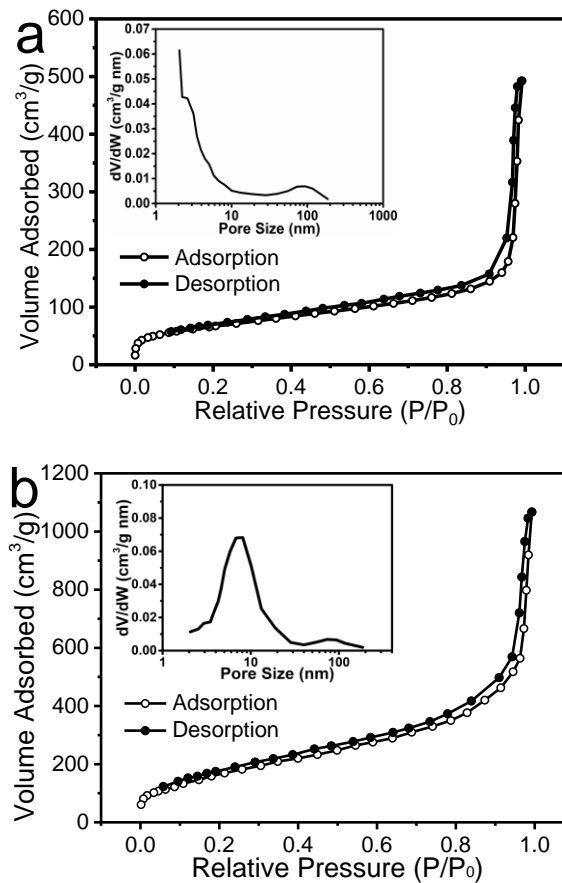 a
600
500
400
300
200
100
0
Volume Adsorbed (cm³/g)
0.07
0.06
0.05
0.04
0.03
0.02
0.01
0.00
dV/dW (cm³/g nm)
1 10 100 1000
Pore Size (nm)
Adsorption
Desorption
0.0 0.2 0.4 0.6 0.8 1.0
Relative Pressure (P/P₀)
b
1200
1000
800
600
400
200
0
Volume Adsorbed (cm³/g)
0.10
0.08
0.06
0.04
0.02
0.00
dV/dW (cm³/g nm)
1 10 100
Pore Size (nm)
Adsorption
Desorption
0.0 0.2 0.4 0.6 0.8 1.0
Relative Pressure (P/P₀)